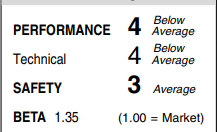 PERFORMANCE 4 Below Average
Technical 4 Below Average
SAFETY 3 Average
BETA 1.35 (1.00 = Market)